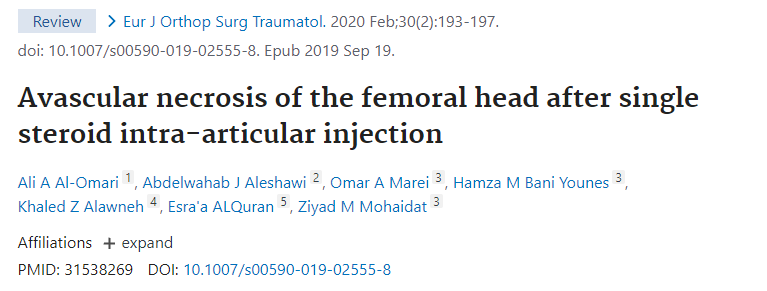 Review Eur J Orthop Surg Traumatol. 2020 Feb;30(2):193-197.
doi: 10.1007/s00590-019-02555-8. Epub 2019 Sep 19.
Avascular necrosis of the femoral head after single
steroid intra-articular injection
Ali A Al-Omari 1, Abdelwahab J Aleshawi 2, Omar A Marei 3, Hamza M Bani Younes 3,
Khaled Z Alawneh 4, Esra'a ALQuran 5, Ziyad M Mohaidat 3
Affiliations + expand
PMID: 31538269 DOI: 10.1007/s00590-019-02555-8